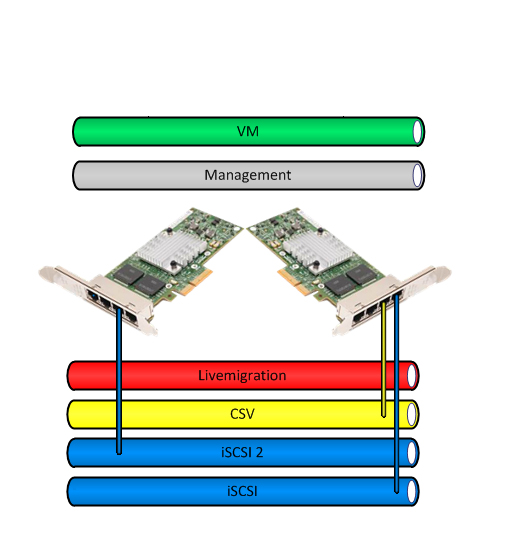 VM
Management
Livemigration
CSV
iSCSI 2
iSCSI